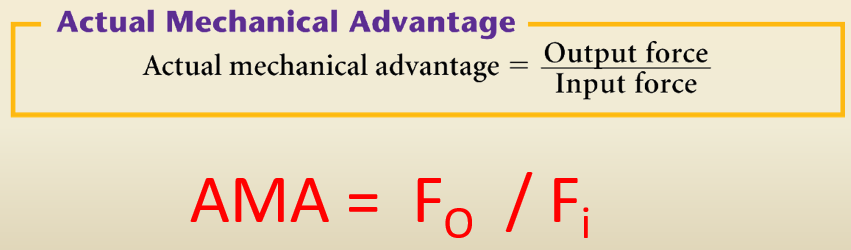 Actual Mechanical Advantage
Actual mechanical advantage = Output force / Input force
AMA = Fo / Fi